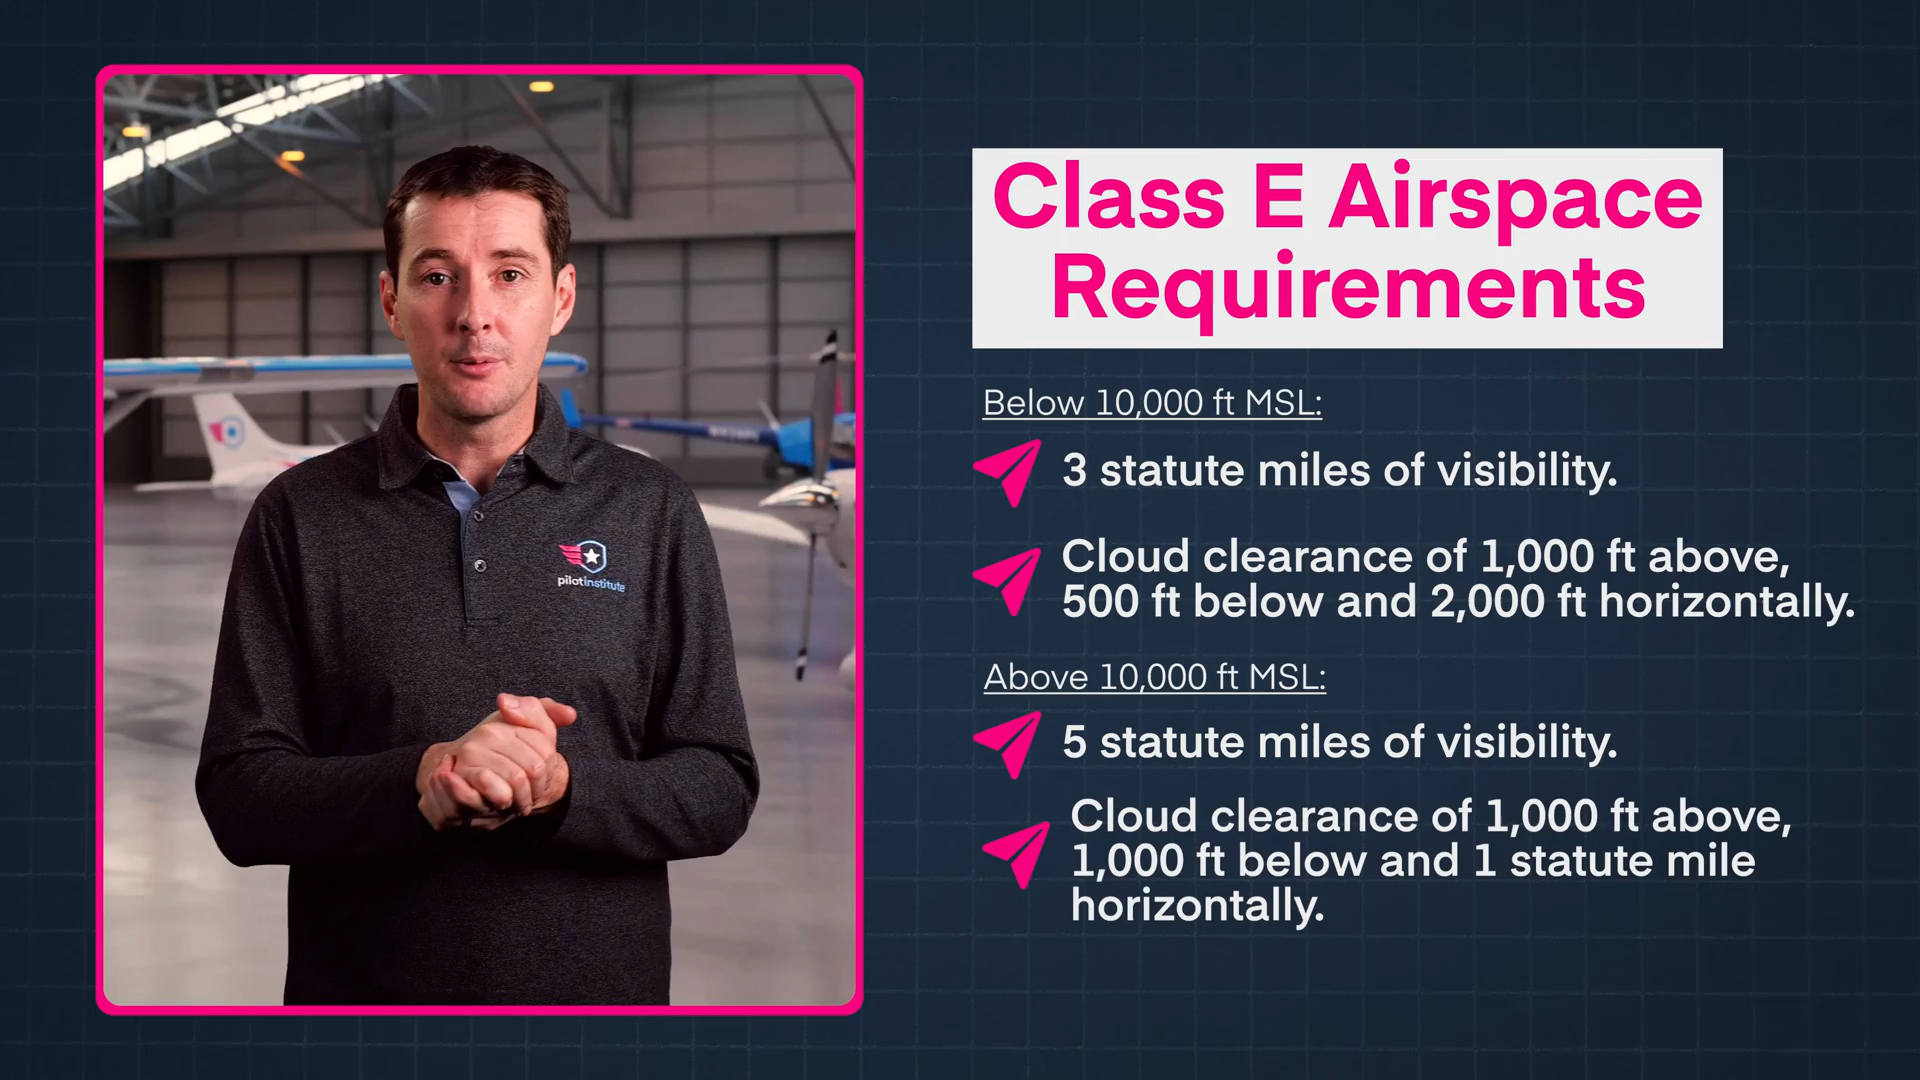 pilotinstitute
Class E Airspace
Requirements
Below 10,000 ft MSL:
3 statute miles of visibility.
Cloud clearance of 1,000 ft above,
500 ft below and 2,000 ft horizontally.
Above 10,000 ft MSL:
5 statute miles of visibility.
Cloud clearance of 1,000 ft above,
1,000 ft below and 1 statute mile
horizontally.